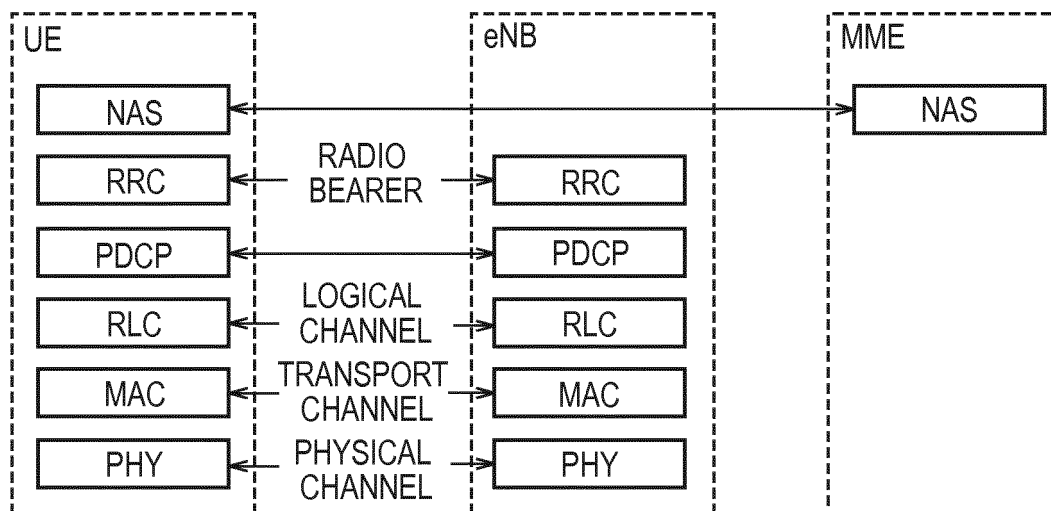 UE
eNB
MME
NAS
NAS
RRC
RADIO
BEARER
RRC
PDCP
PDCP
RLC
LOGICAL
CHANNEL
RLC
MAC
TRANSPORT
CHANNEL
MAC
PHY
PHYSICAL
CHANNEL
PHY